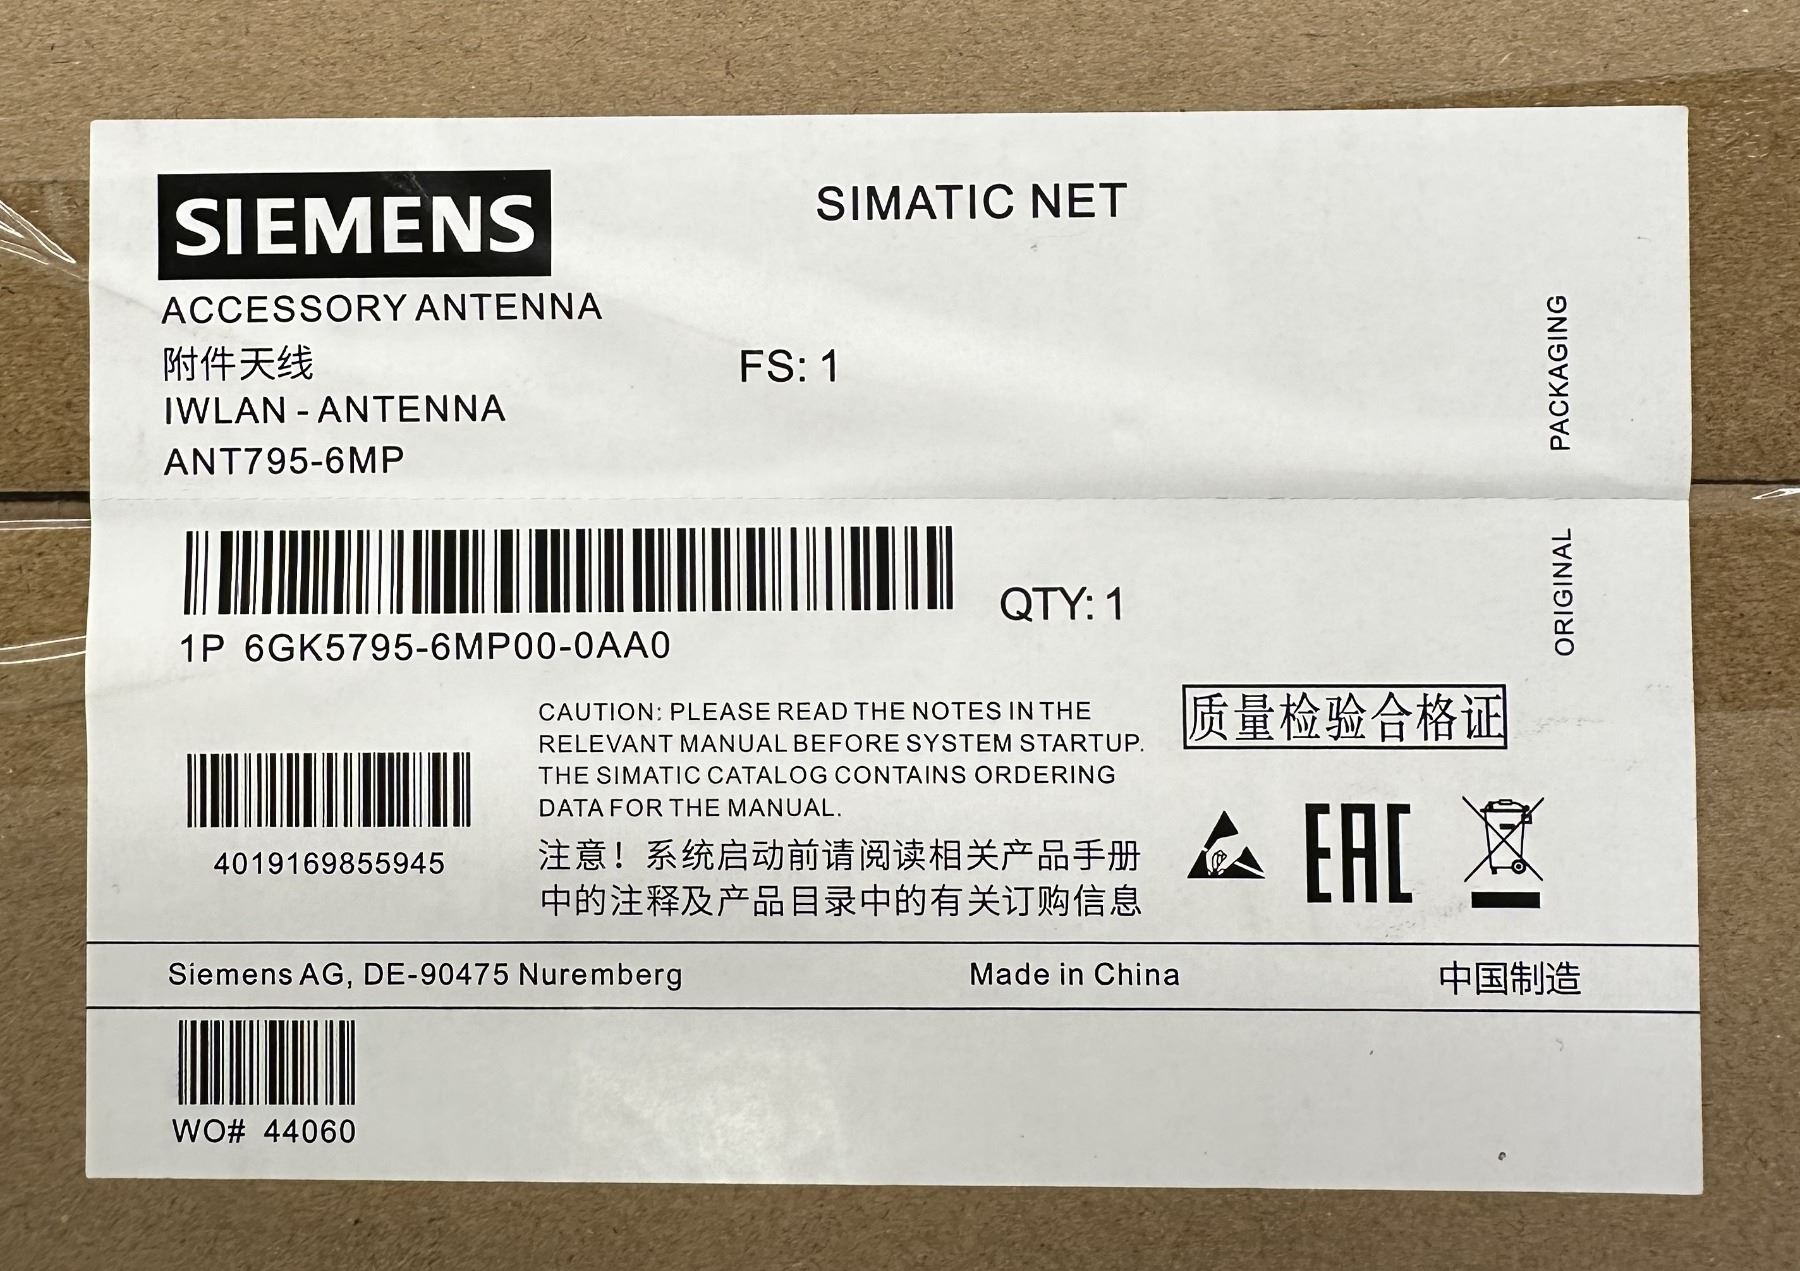 SIEMENS
SIMATIC NET
ACCESSORY ANTENNA
附件天线
FS: 1
IWLAN - ANTENNA
ANT795-6MP
PACKAGING
ORIGINAL
QTY: 1
1P 6GK5795-6MP00-0AA0
CAUTION: PLEASE READ THE NOTES IN THE
RELEVANT MANUAL BEFORE SYSTEM STARTUP.
THE SIMATIC CATALOG CONTAINS ORDERING
DATA FOR THE MANUAL.
质量检验合格证
4019169855945
注意！系统启动前请阅读相关产品手册
中的注释及产品目录中的有关订购信息
EAC
Siemens AG, DE-90475 Nuremberg
Made in China
中国制造
WO# 44060